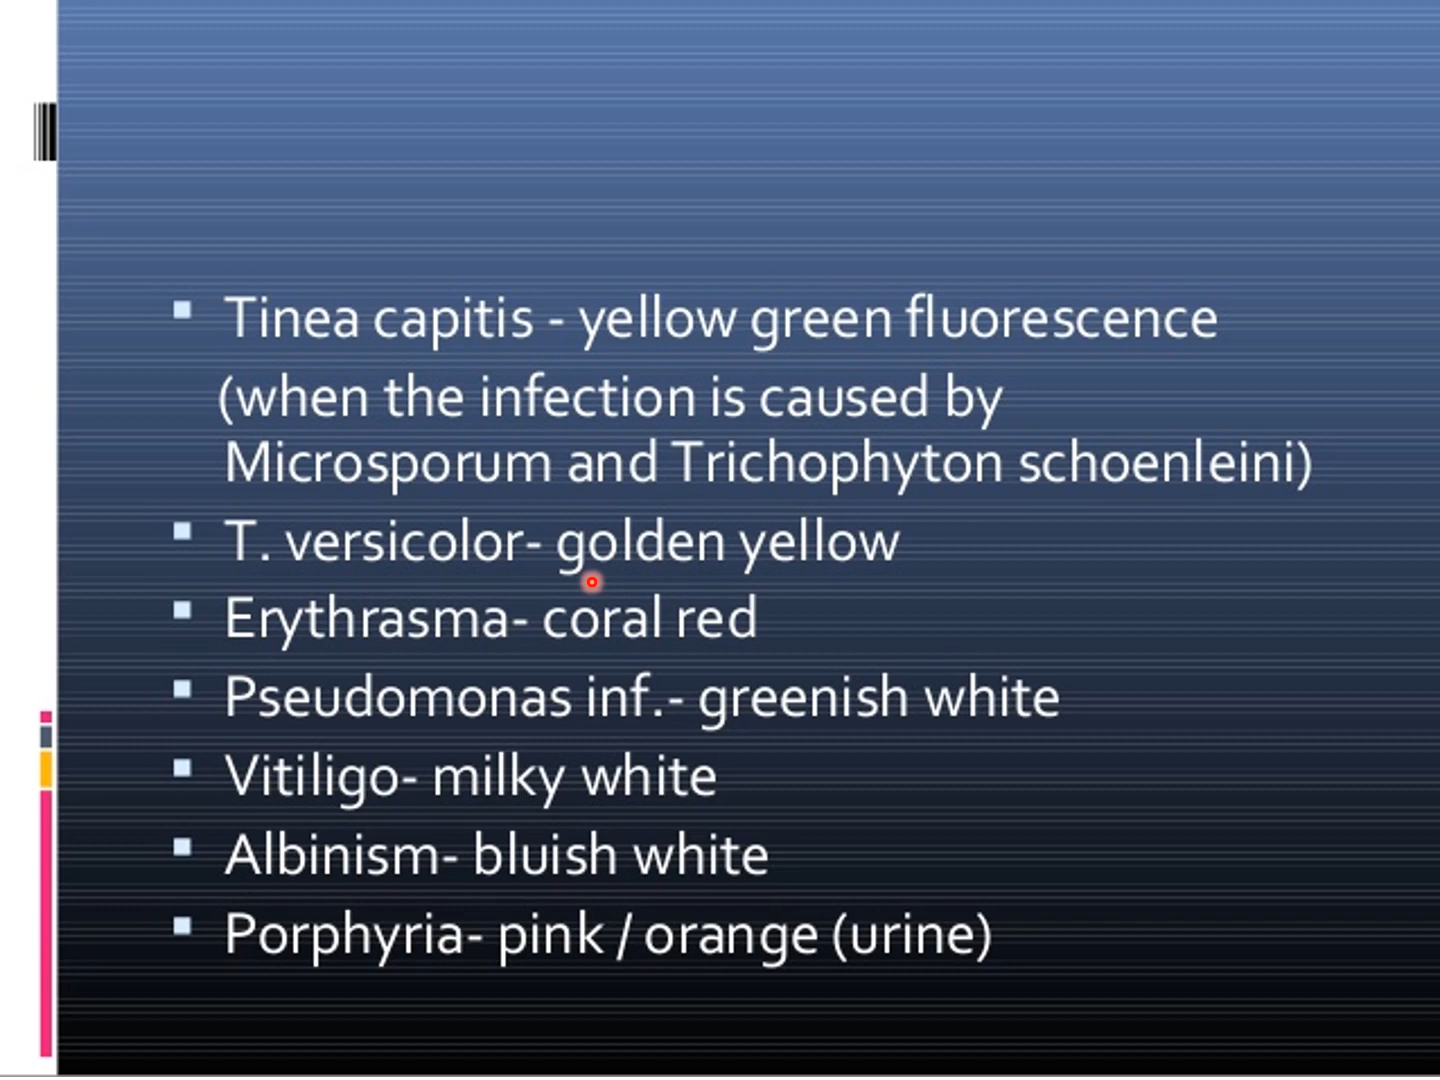 Tinea capitis - yellow green fluorescence
(when the infection is caused by
Microsporum and Trichophyton schoenleini)
T. versicolor- golden yellow
Erythrasma- coral red
Pseudomonas inf.- greenish white
Vitiligo- milky white
Albinism- bluish white
Porphyria- pink / orange (urine)